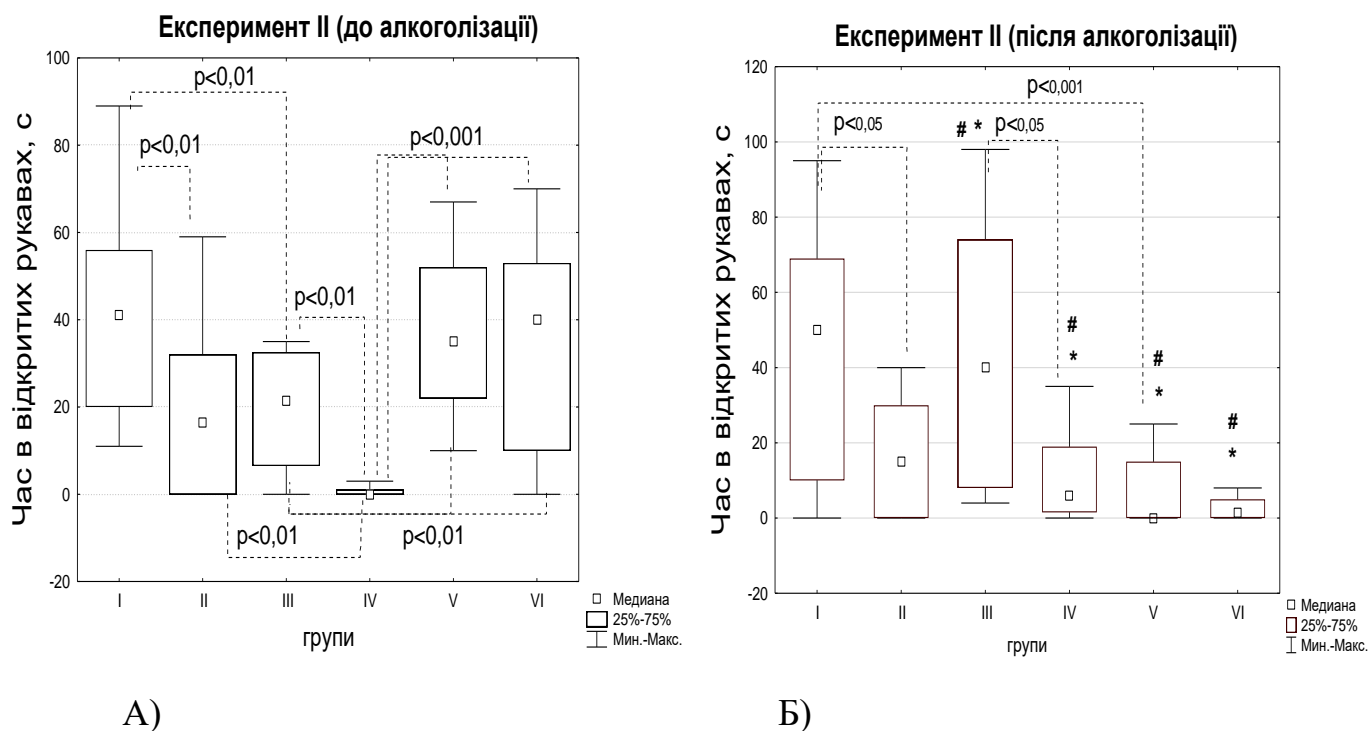 Експеримент II (до алкоголізації)
Час в відкритих рукавах, с
100
80
60
40
20
0
-20
p<0,01
p<0,01
p<0,001
p<0,01
p<0,01
p<0,01
I II III IV V VI
групи
Медиана
25%-75%
Мин.-Макс.
А)
Експеримент II (після алкоголізації)
Час в відкритих рукавах, с
120
100
80
60
40
20
0
-20
p<0,001
p<0,05
# *
p<0,05
#
*
#
*
#
*
I II III IV V VI
групи
Медиана
25%-75%
Мин.-Макс.
Б)